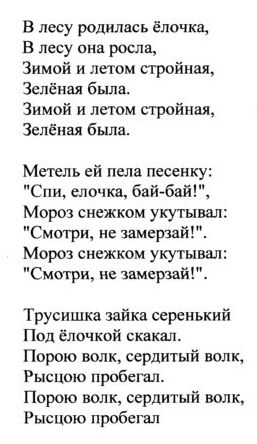 В лесу родилась ёлочка,
В лесу она росла,
Зимой и летом стройная,
Зелёная была.
Зимой и летом стройная,
Зелёная была.
Метель ей пела песенку:
"Спи, елочка, бай-бай!",
Мороз снежком укутывал:
"Смотри, не замерзай!".
Мороз снежком укутывал:
"Смотри, не замерзай!".
Трусишка зайка серенький
Под ёлочкой скакал.
Порою волк, сердитый волк,
Рысцою пробегал.
Порою волк, сердитый волк,
Рысцою пробегал